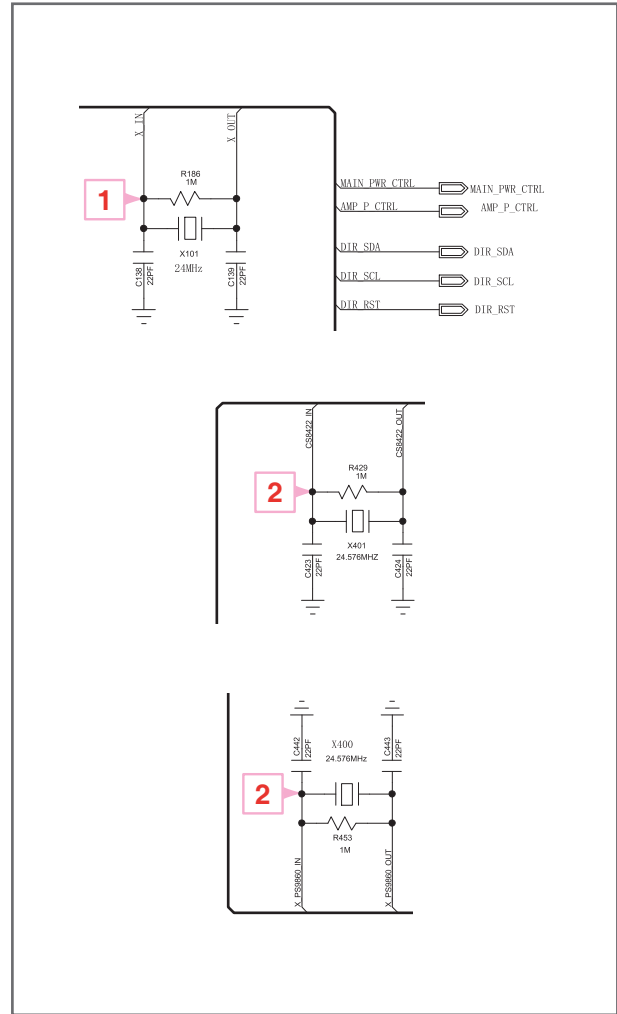 X_IN
X_OUT
R186
1M
1
X101
24MHz
C138
22PF
C139
22PF
MAIN_PWR_CTRL
MAIN_PWR_CTRL
AMP_P_CTRL
AMP_P_CTRL
DIR_SDA
DIR_SDA
DIR_SCL
DIR_SCL
DIR_RST
DIR_RST
CS8422_IN
CS8422_OUT
R429
1M
2
X401
24.576MHZ
C423
22PF
C424
22PF
C442
22PF
X400
24.576MHz
C443
22PF
2
R453
1M
X_PS9860_IN
X_PS9860_OUT